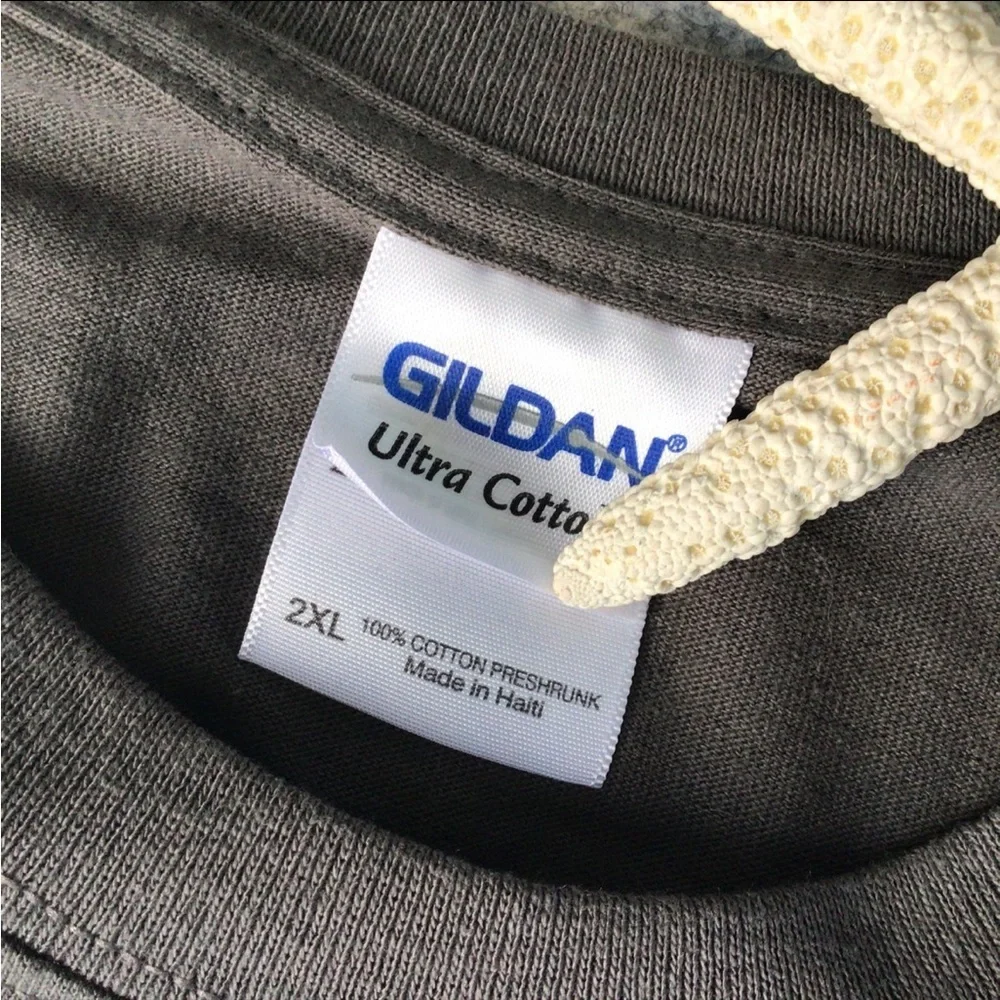 GILDAN®
Ultra Cotto
2XL 100% COTTON PRESHRUNK
Made in Haiti